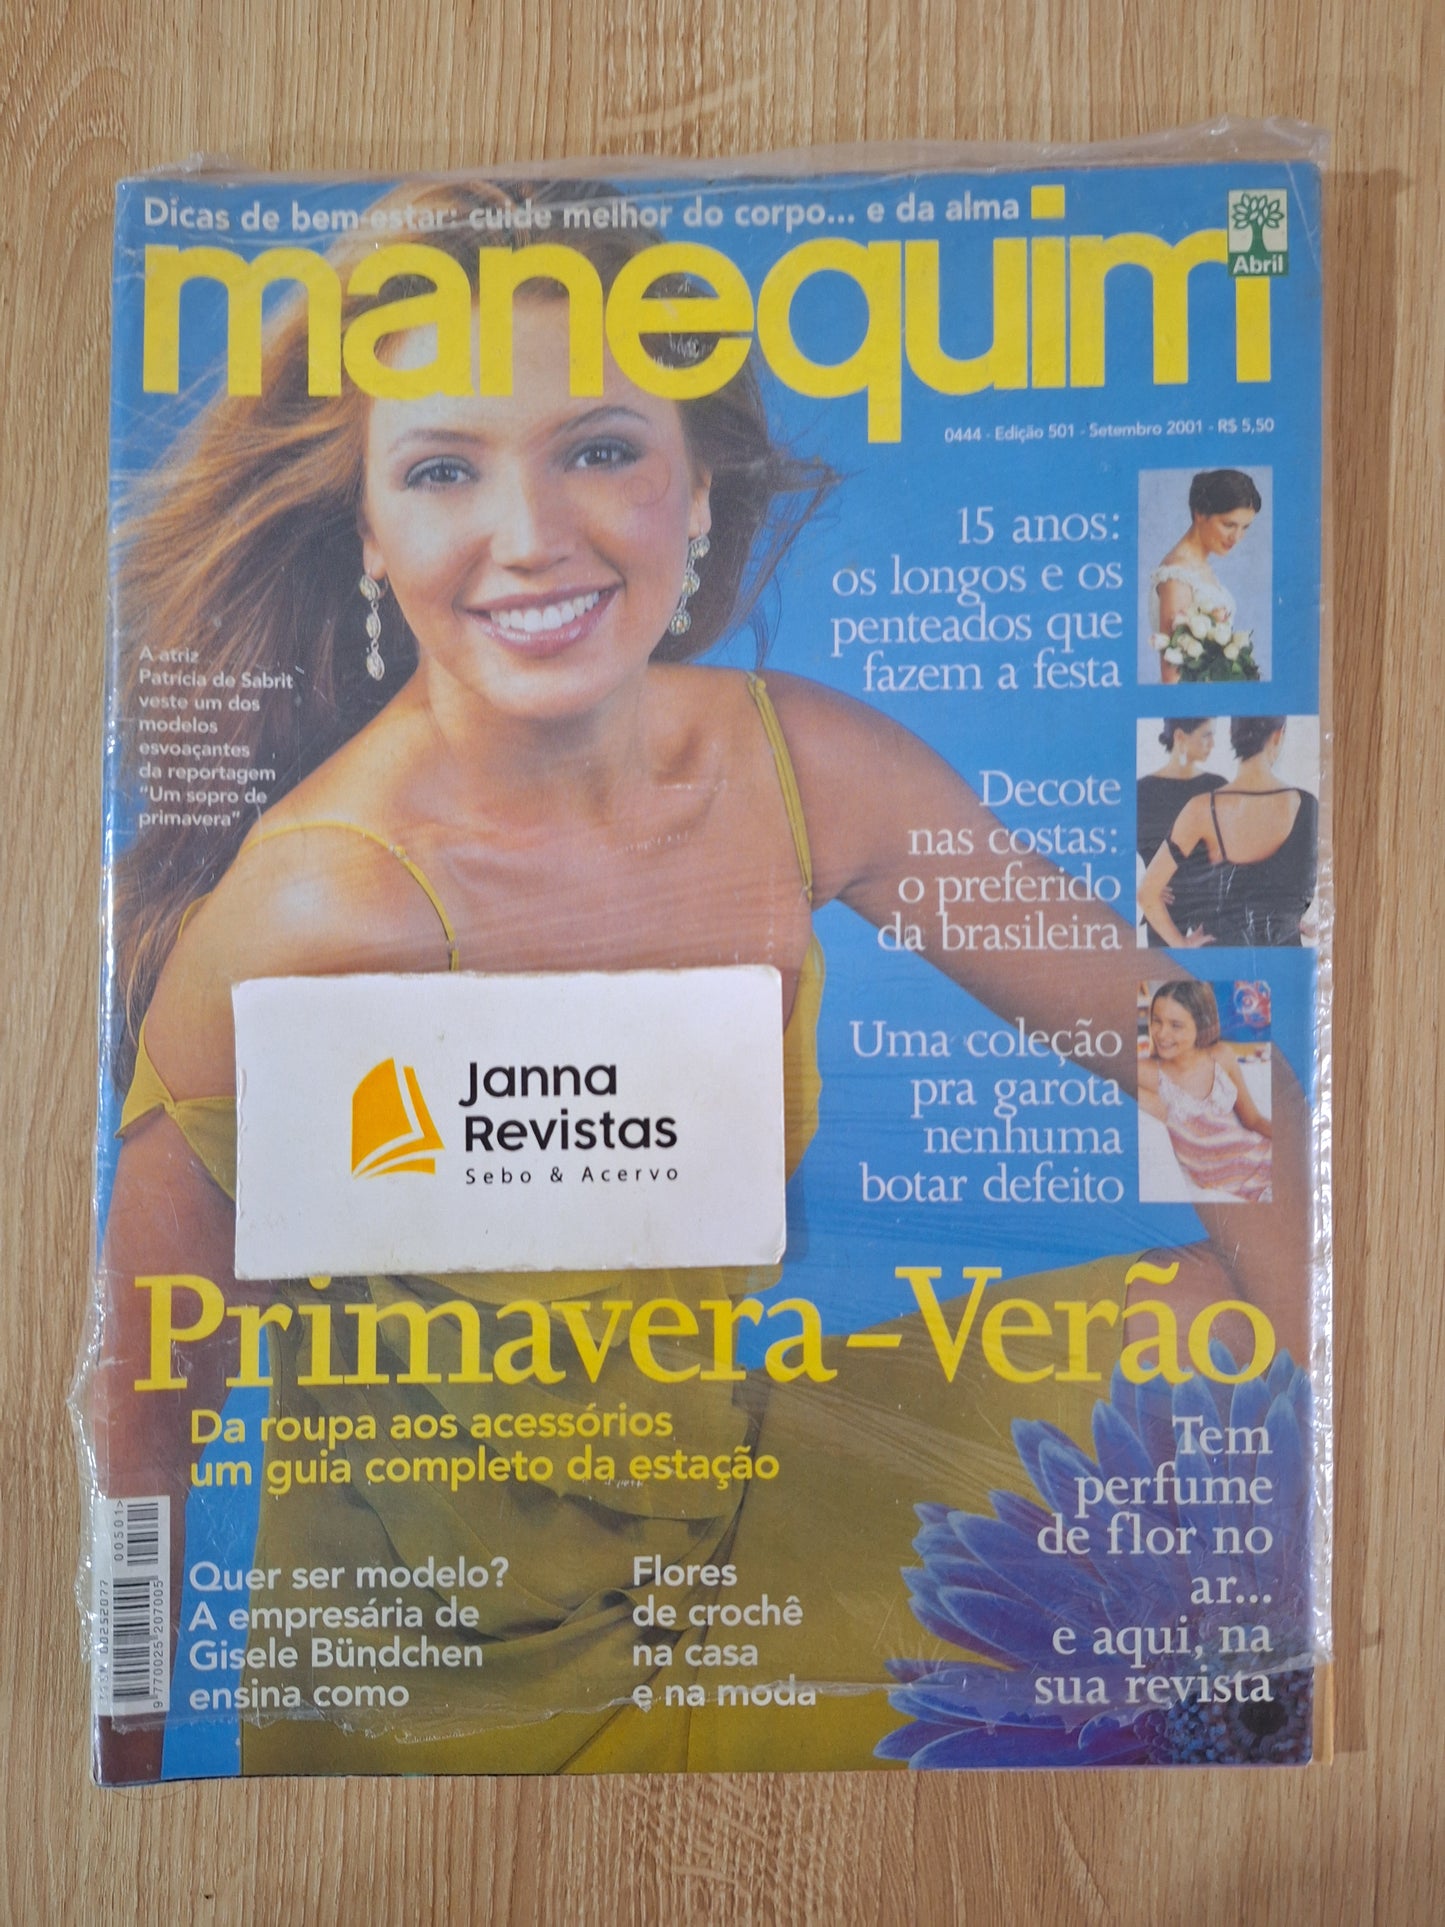 Dicas de bem-estar: cuide melhor do corpo... e da alma
manequim
Abril
0444 - Edição 501 - Setembro 2001 - R$ 5,50
15 anos:
os longos e os
penteados que
fazem a festa
A atriz
Patrícia de Sabrit
veste um dos
modelos
esvoaçantes
da reportagem
"Um sopro de
primavera"
Decote
nas costas:
o preferido
da brasileira
Uma coleção
pra garota
nenhuma
botar defeito
Janna
Revistas
Sebo & Acervo
Primavera-Verão
Da roupa aos acessórios
um guia completo da estação
Tem
perfume
de flor no
ar...
e aqui, na
sua revista
Quer ser modelo?
A empresária de
Gisele Bündchen
ensina como
Flores
de crochê
na casa
e na moda
00501>
9 770025 207005